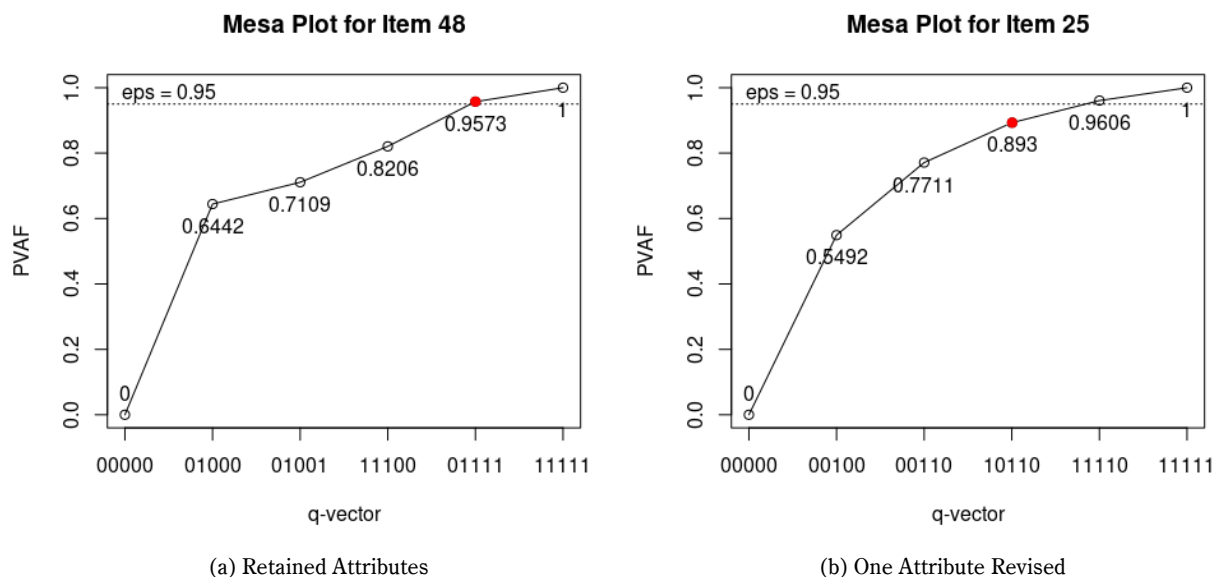 Mesa Plot for Item 48
eps = 0.95
PVAF
1.0
0.8
0.6
0.4
0.2
0.0
0
0.6442
0.7109
0.8206
0.9573
1
00000 01000 01001 11100 01111 11111
q-vector
(a) Retained Attributes
Mesa Plot for Item 25
eps = 0.95
PVAF
1.0
0.8
0.6
0.4
0.2
0.0
0
0.5492
0.7711
0.893
0.9606
1
00000 00100 00110 10110 11110 11111
q-vector
(b) One Attribute Revised